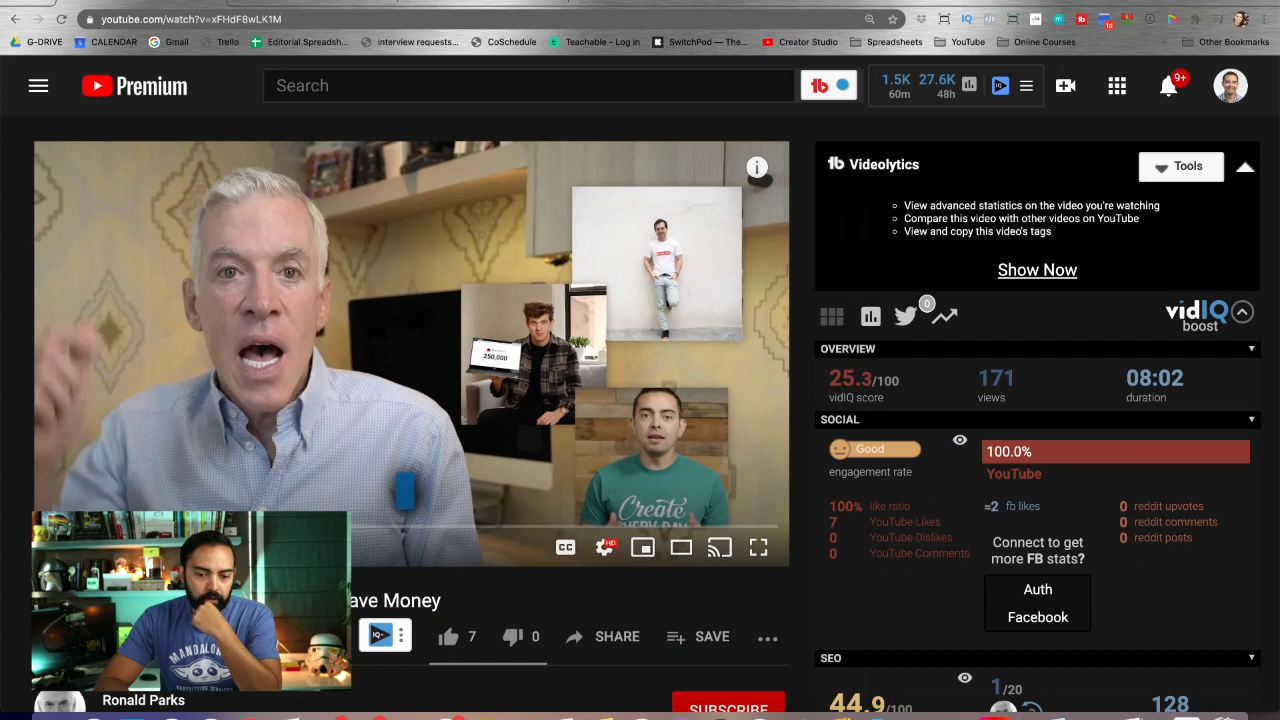 youtube.com/watch?v=xFHdF8wLK1M
G-DRIVE CALENDAR Gmail Trello Editorial Spreadsh... interview requests... CoSchedule Teachable - Log in SwitchPod — The... Creator Studio Spreadsheets YouTube Online Courses Other Bookmarks
Premium
Search
tb
1.5K 27.6K
60m 48h
9+
tb Videolytics
Tools
View advanced statistics on the video you're watching
Compare this video with other videos on YouTube
View and copy this video's tags
Show Now
0
vidIQ
boost
OVERVIEW
25.3/100 171 08:02
vidIQ score views duration
SOCIAL
Good
engagement rate
100.0%
YouTube
100% like ratio
7 YouTube Likes
0 YouTube Dislikes
0 YouTube Comments
≈2 fb likes
0 reddit upvotes
0 reddit comments
0 reddit posts
Connect to get
more FB stats?
Auth
Facebook
SEO
44.9/100
1/20
128
250,000
CREATE
CC
HD
ave Money
IQ
7 0 SHARE SAVE
MANDALO
Ronald Parks
SUBSCRIBE